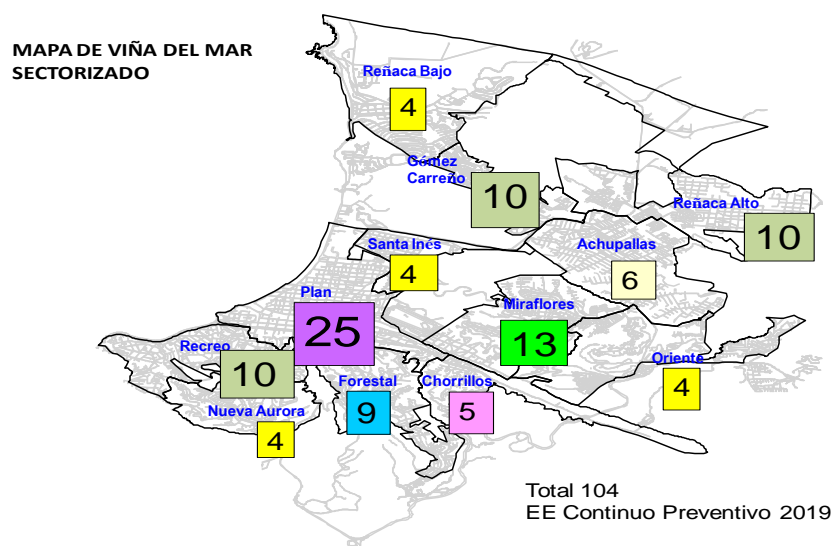 MAPA DE VIÑA DEL MAR
SECTORIZADO
Reñaca Bajo
4
Gómez
Carreño
10
Reñaca Alto
10
Santa Inés
4
Achupallas
6
Plan
25
Miraflores
13
Recreo
10
Oriente
4
Forestal
9
Chorrillos
5
Nueva Aurora
4
Total 104
EE Continuo Preventivo 2019